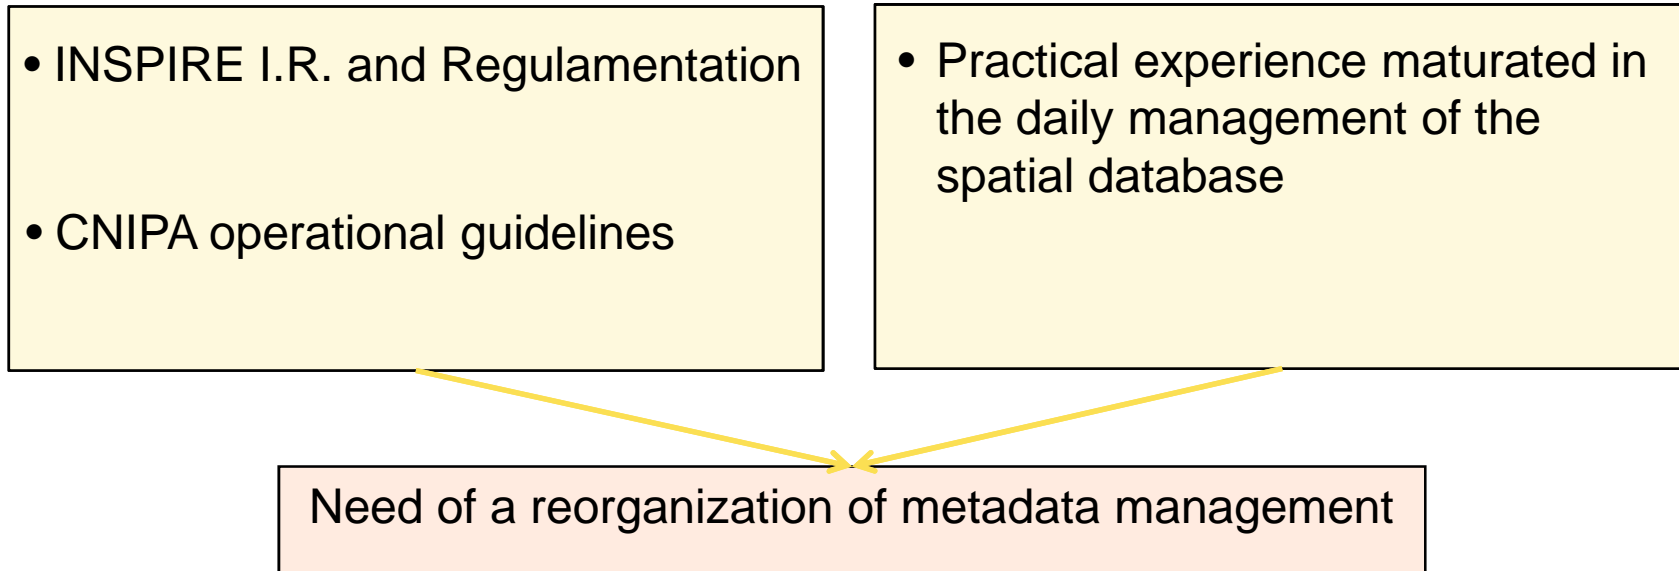 • INSPIRE I.R. and Regulamentation
• CNIPA operational guidelines
• Practical experience maturated in
the daily management of the
spatial database
Need of a reorganization of metadata management